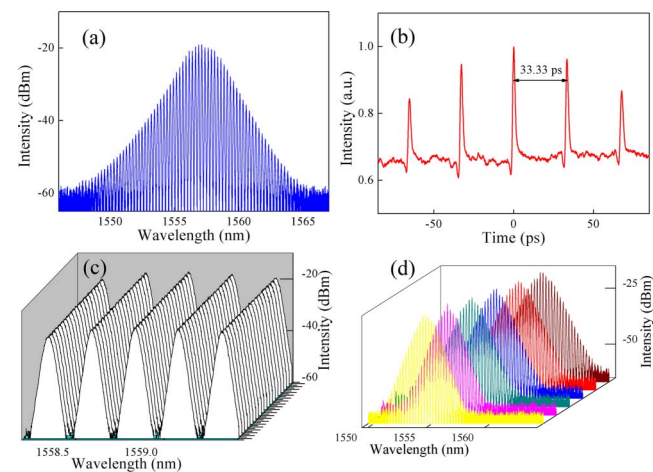 (a)
Intensity (dBm)
-20
-40
-60
1550
1555
1560
1565
Wavelength (nm)
(b)
Intensity (a.u.)
1.0
0.8
0.6
33.33 ps
-50
0
50
Time (ps)
(c)
-20
-40
-60
Intensity (dBm)
1558.5
1559.0
Wavelength (nm)
(d)
-25
-50
Intensity (dBm)
1550
1555
1560
Wavelength (nm)